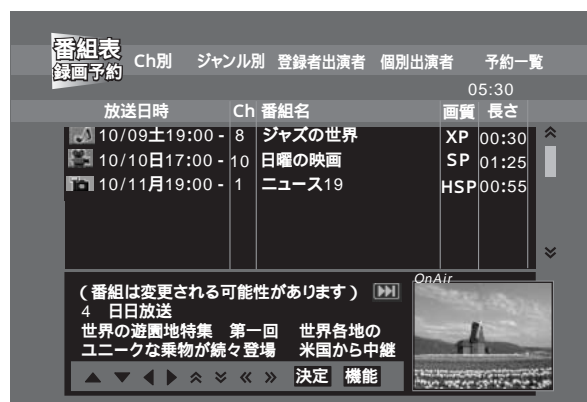 番組表
録画予約
Ch別 ジャンル別 登録者出演者 個別出演者 予約一覧
05:30
放送日時 Ch 番組名 画質 長さ
10/09土19:00 - 8 ジャズの世界 XP 00:30
10/10日17:00 - 10 日曜の映画 SP 01:25
10/11月19:00 - 1 ニュース19 HSP 00:55
OnAir
(番組は変更される可能性があります)
4 日日放送
世界の遊園地特集 第一回 世界各地の
ユニークな乗物が続々登場 米国から中継
決定 機能